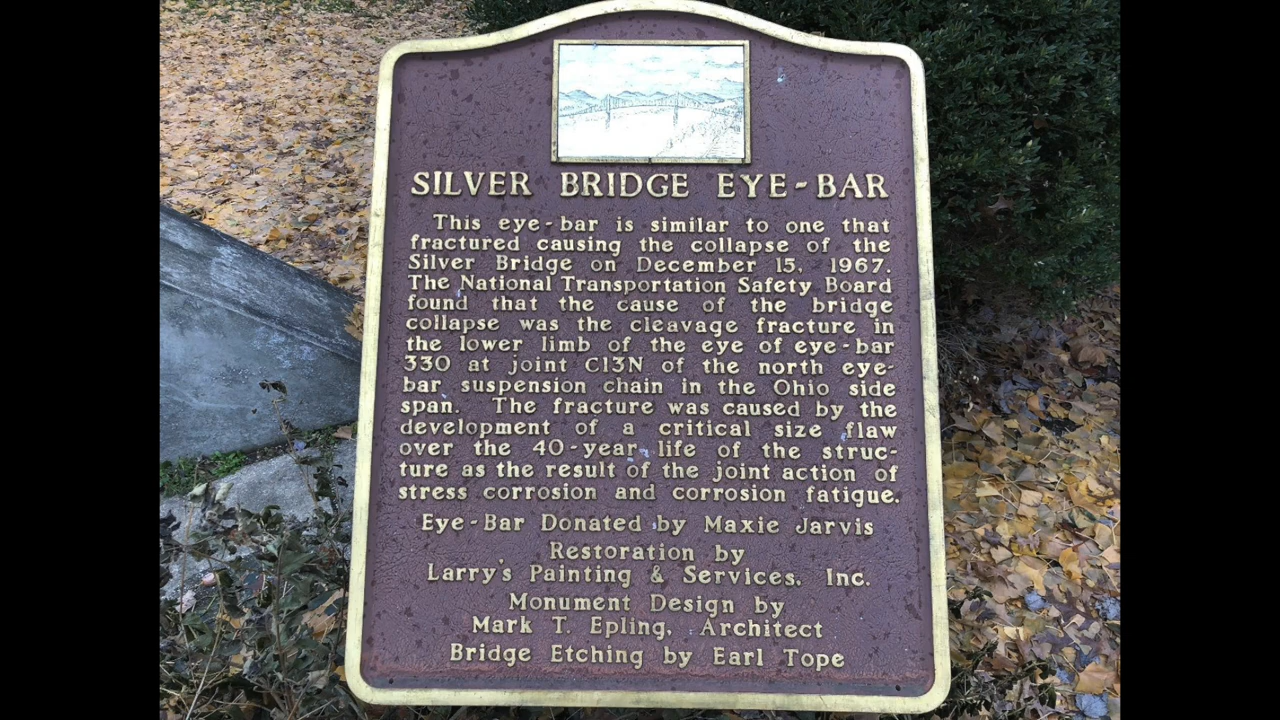 SILVER BRIDGE EYE-BAR
This eye-bar is similar to one that
fractured causing the collapse of the
Silver Bridge on December 15, 1967.
The National Transportation Safety Board
found that the cause of the bridge
collapse was the cleavage fracture in
the lower limb of the eye of eye-bar
330 at joint C13N of the north eye-
bar suspension chain in the Ohio side
span. The fracture was caused by the
development of a critical size flaw
over the 40-year life of the struc-
ture as the result of the joint action of
stress corrosion and corrosion fatigue.
Eye-Bar Donated by Maxie Jarvis
Restoration by
Larry's Painting & Services, Inc.
Monument Design by
Mark T. Epling, Architect
Bridge Etching by Earl Tope